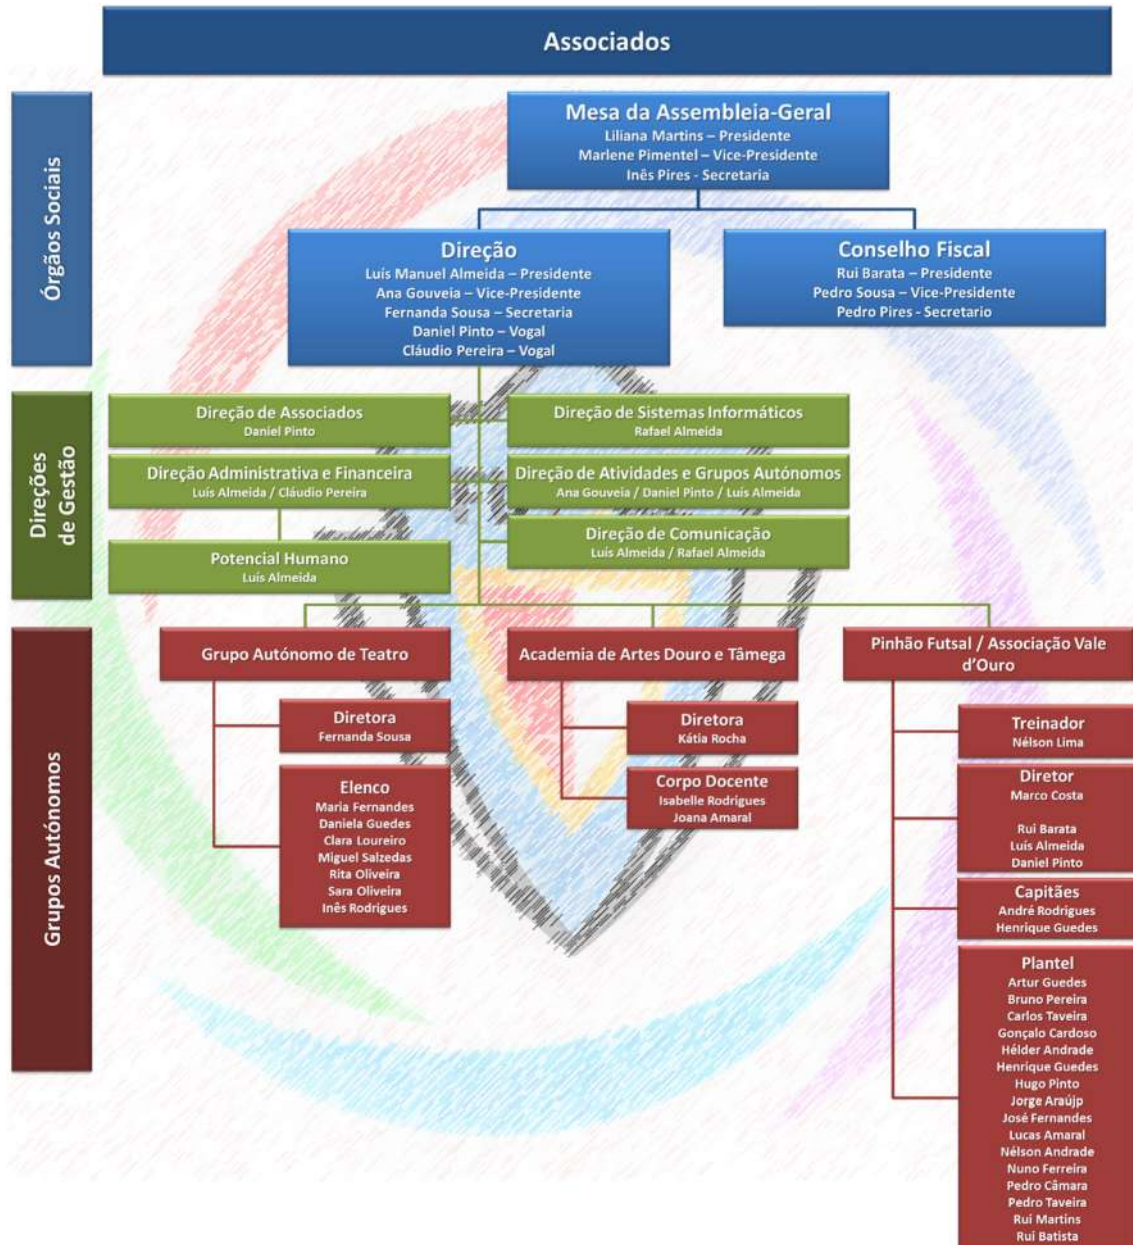 Associados
Órgãos Sociais
Mesa da Assembleia-Geral
Liliana Martins – Presidente
Marlene Pimentel – Vice-Presidente
Inês Pires - Secretaria
Direção
Luís Manuel Almeida – Presidente
Ana Gouveia – Vice-Presidente
Fernanda Sousa – Secretaria
Daniel Pinto – Vogal
Cláudio Pereira – Vogal
Conselho Fiscal
Rui Barata – Presidente
Pedro Sousa – Vice-Presidente
Pedro Pires - Secretario
Direções
de Gestão
Direção de Associados
Daniel Pinto
Direção de Sistemas Informáticos
Rafael Almeida
Direção Administrativa e Financeira
Luís Almeida / Cláudio Pereira
Direção de Atividades e Grupos Autónomos
Ana Gouveia / Daniel Pinto / Luís Almeida
Potencial Humano
Luís Almeida
Direção de Comunicação
Luís Almeida / Rafael Almeida
Grupos Autónomos
Grupo Autónomo de Teatro
Diretora
Fernanda Sousa
Elenco
Maria Fernandes
Daniela Guedes
Clara Loureiro
Miguel Salzedas
Rita Oliveira
Sara Oliveira
Inês Rodrigues
Academia de Artes Douro e Tâmega
Diretora
Kátia Rocha
Corpo Docente
Isabelle Rodrigues
Joana Amaral
Pinhão Futsal / Associação Vale
d'Ouro
Treinador
Nélson Lima
Diretor
Marco Costa
Rui Barata
Luís Almeida
Daniel Pinto
Capitães
André Rodrigues
Henrique Guedes
Plantel
Artur Guedes
Bruno Pereira
Carlos Taveira
Gonçalo Cardoso
Hélder Andrade
Henrique Guedes
Hugo Pinto
Jorge Araújp
José Fernandes
Lucas Amaral
Nélson Andrade
Nuno Ferreira
Pedro Câmara
Pedro Taveira
Rui Martins
Rui Batista